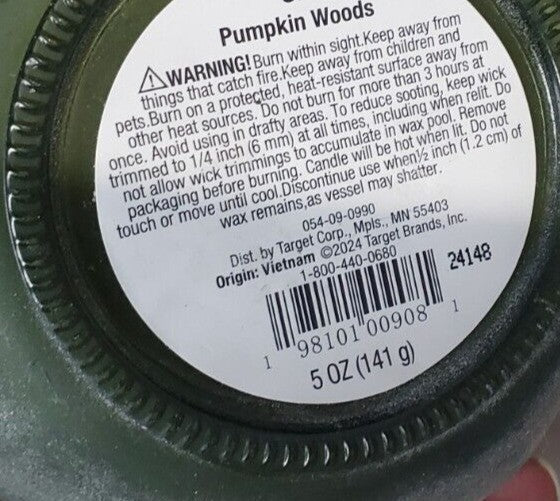 Pumpkin Woods
⚠WARNING! Burn within sight.Keep away from
things that catch fire.Keep away from children and
pets.Burn on a protected, heat-resistant surface away from
other heat sources. Do not burn for more than 3 hours at
once. Avoid using in drafty areas. To reduce sooting, keep wick
trimmed to 1/4 inch (6 mm) at all times, including when relit. Do
not allow wick trimmings to accumulate in wax pool. Remove
packaging before burning. Candle will be hot when lit. Do not
touch or move until cool.Discontinue use when½ inch (1.2 cm) of
wax remains,as vessel may shatter.
054-09-0990
Dist. by Target Corp., Mpls., MN 55403
Origin: Vietnam ©2024 Target Brands, Inc.
1-800-440-0680
24148
1 98101 00908 1
5 OZ (141 g)